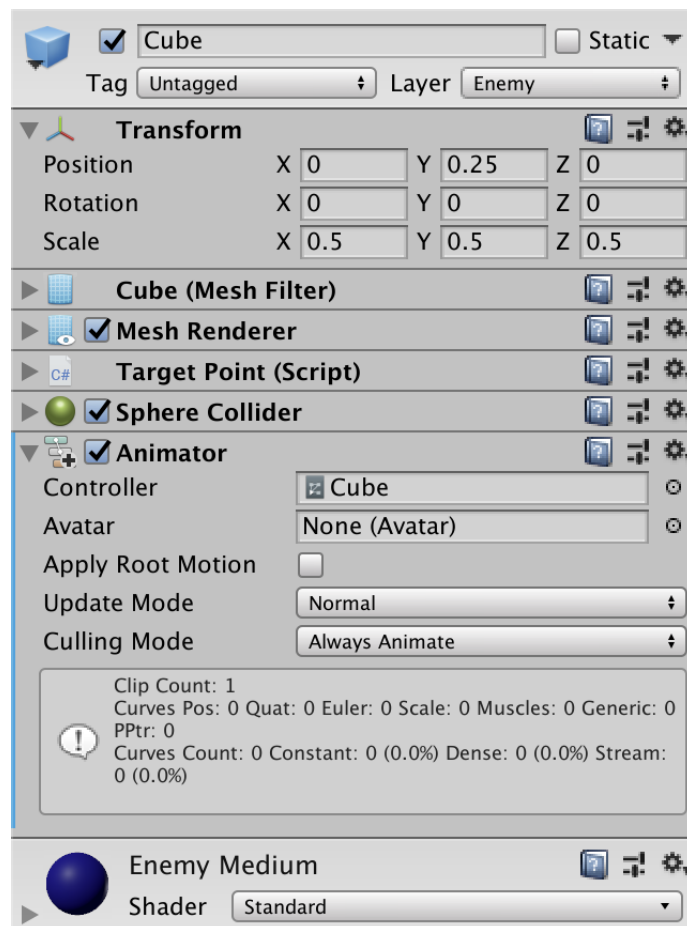 Cube Static
Tag Untagged Layer Enemy
Transform
Position X 0 Y 0.25 Z 0
Rotation X 0 Y 0 Z 0
Scale X 0.5 Y 0.5 Z 0.5
Cube (Mesh Filter)
Mesh Renderer
C# Target Point (Script)
Sphere Collider
Animator
Controller Cube
Avatar None (Avatar)
Apply Root Motion
Update Mode Normal
Culling Mode Always Animate
Clip Count: 1
Curves Pos: 0 Quat: 0 Euler: 0 Scale: 0 Muscles: 0 Generic: 0
PPtr: 0
Curves Count: 0 Constant: 0 (0.0%) Dense: 0 (0.0%) Stream:
0 (0.0%)
Enemy Medium
Shader Standard